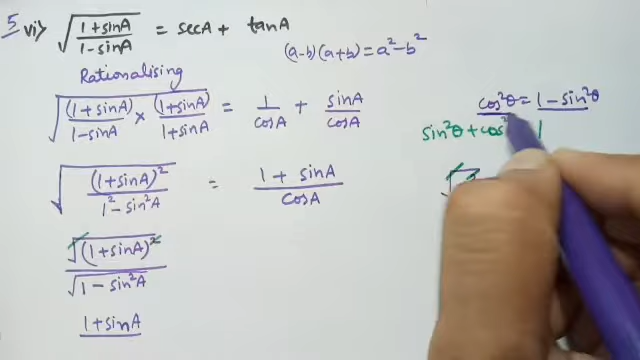 5 vi) √((1+sinA)/(1-sinA)) = secA + tanA
(a-b)(a+b) = a²-b²
Rationalising
√((1+sinA)/(1-sinA) × (1+sinA)/(1+sinA)) = 1/cosA + sinA/cosA
cos²θ = 1-sin²θ
sin²θ + cos² 1
√((1+sinA)²/(1²-sin²A)) = (1+sinA)/cosA
√(1+sinA)²/√(1-sin²A)
1+sinA